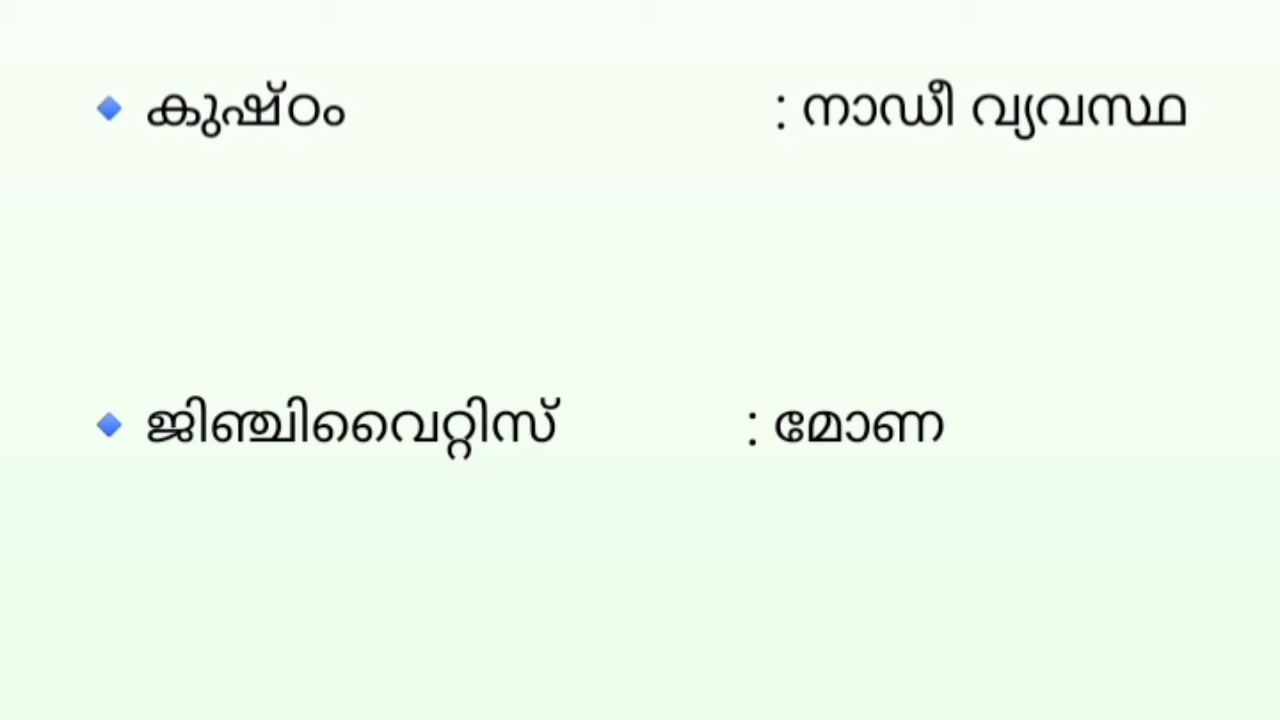 🔹 കുഷ്ഠം : നാഡീ വ്യവസ്ഥ
🔹 ജിഞ്ചിവൈറ്റിസ് : മോണ